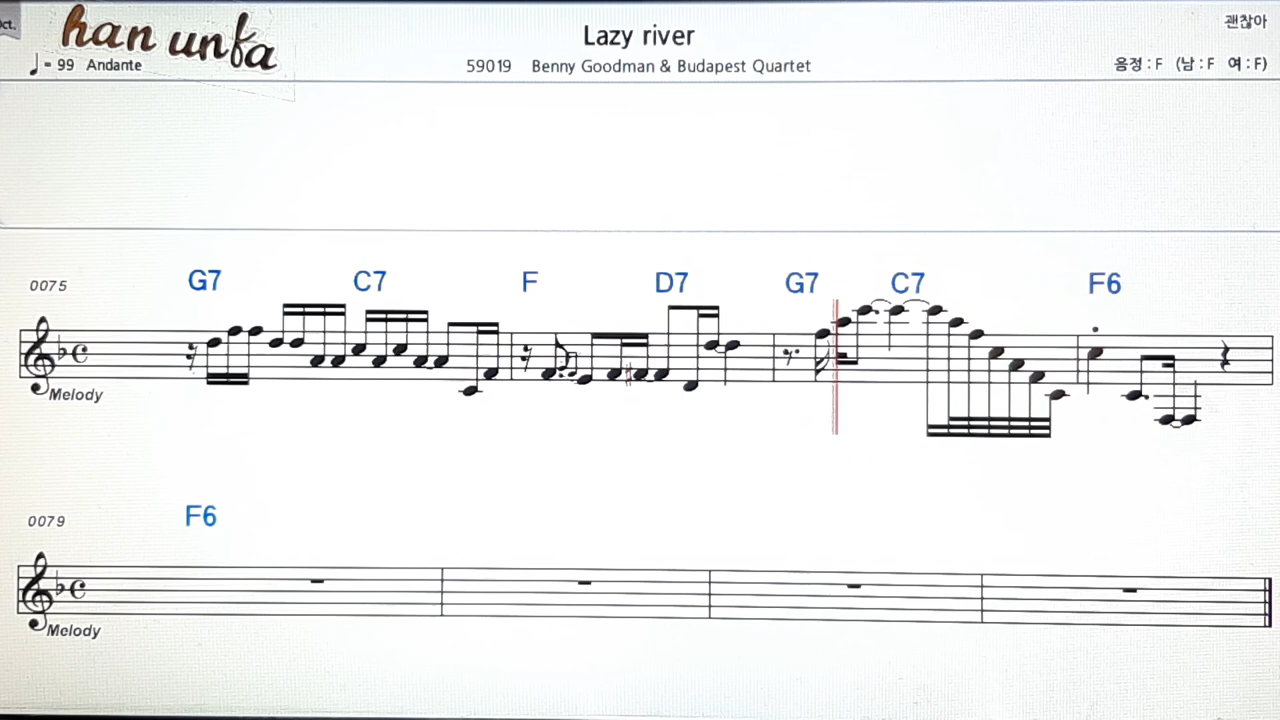 ct.
han unfa
Lazy river
괜찮아
♩ = 99 Andante
59019 Benny Goodman & Budapest Quartet
음정 : F (남 : F 여 : F)
0075
G7 C7 F D7 G7 C7 F6
Melody
0079
F6
Melody